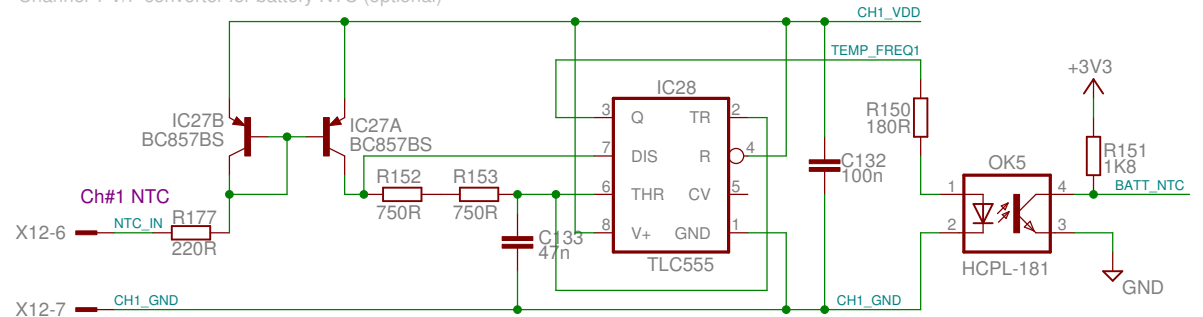 Channel 1 V/F converter for battery NTC (optional)
CH1_VDD
TEMP_FREQ1
+3V3
IC28
IC27B
BC857BS
IC27A
BC857BS
3
Q
TR
2
R150
180R
7
DIS
R
4
C132
100n
OK5
R151
1K8
Ch#1 NTC
R152
750R
R153
750R
6
THR
CV
5
1
4
BATT_NTC
X12-6
NTC_IN
R177
220R
C133
47n
8
V+
GND
1
2
3
TLC555
HCPL-181
GND
X12-7
CH1_GND
CH1_GND